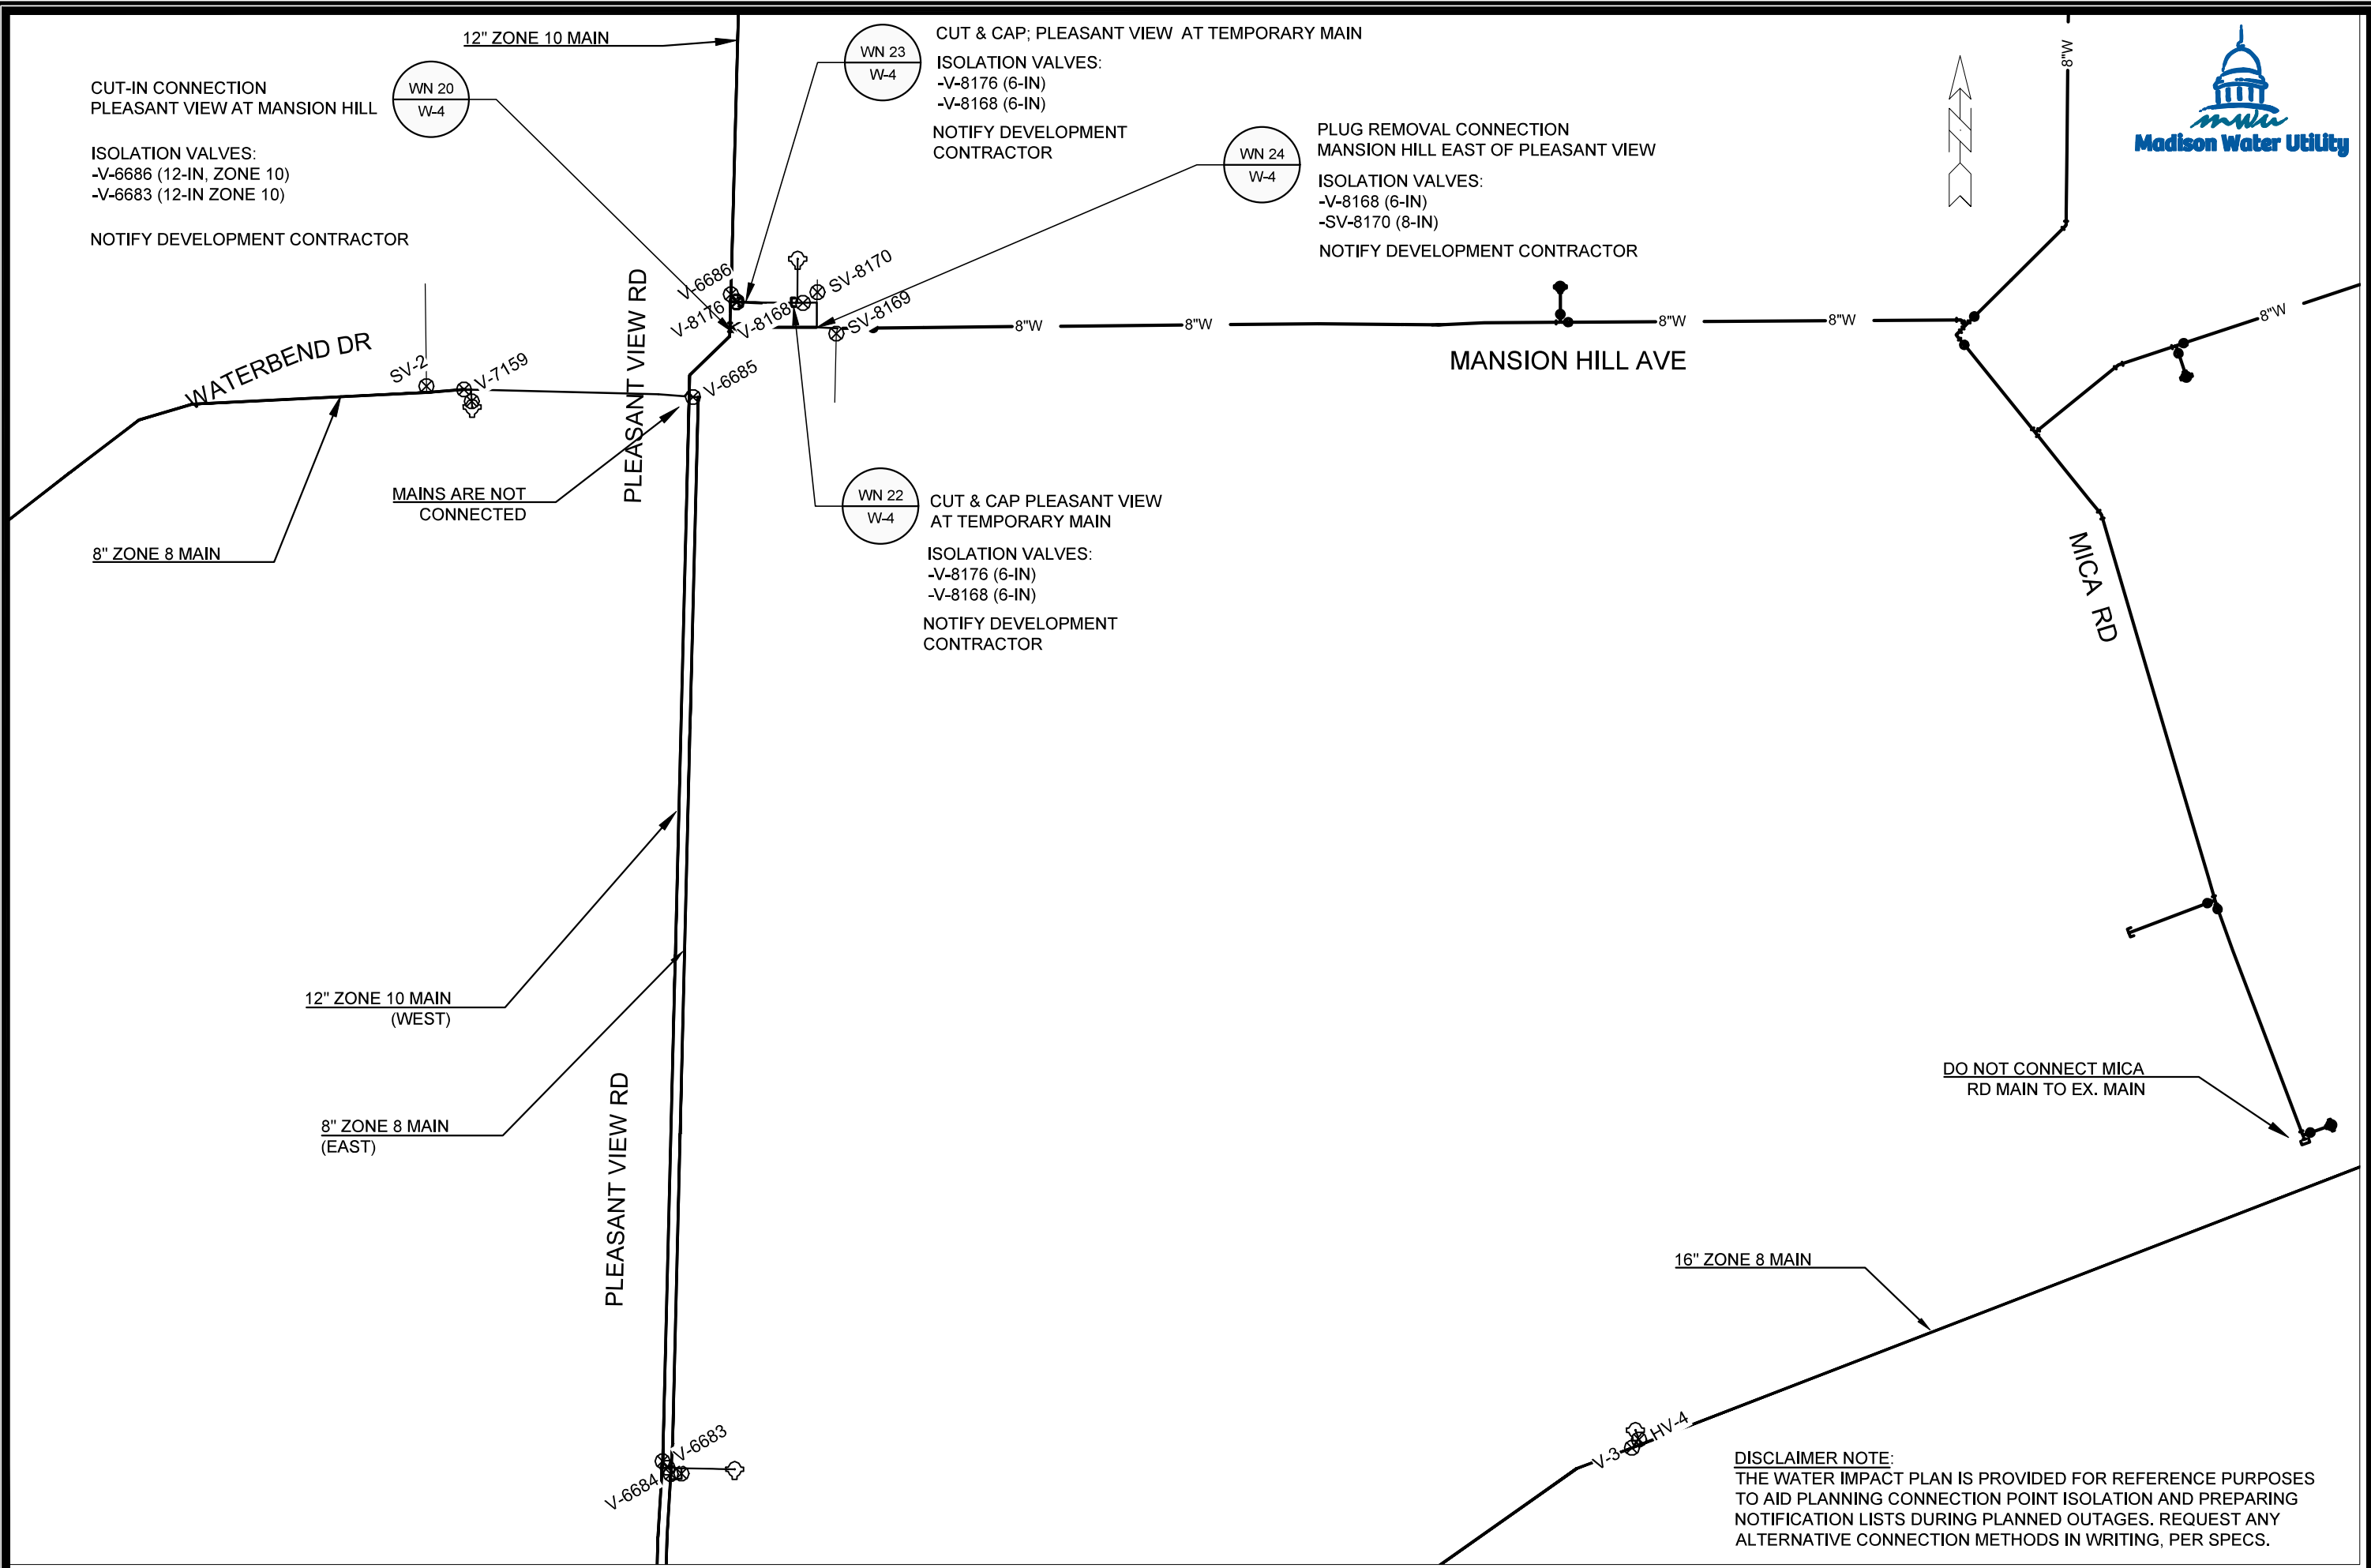 12" ZONE 10 MAIN
CUT-IN CONNECTION
PLEASANT VIEW AT MANSION HILL
WN 20
W-4
ISOLATION VALVES:
-V-6686 (12-IN, ZONE 10)
-V-6683 (12-IN ZONE 10)
NOTIFY DEVELOPMENT CONTRACTOR
WN 23
W-4
CUT & CAP; PLEASANT VIEW AT TEMPORARY MAIN
ISOLATION VALVES:
-V-8176 (6-IN)
-V-8168 (6-IN)
NOTIFY DEVELOPMENT
CONTRACTOR
WN 24
W-4
PLUG REMOVAL CONNECTION
MANSION HILL EAST OF PLEASANT VIEW
ISOLATION VALVES:
-V-8168 (6-IN)
-SV-8170 (8-IN)
NOTIFY DEVELOPMENT CONTRACTOR
N
8"W
mwu
Madison Water Utility
V-6686
V-8176
V-8168
SV-8170
SV-8169
PLEASANT VIEW RD
8"W
8"W
8"W
8"W
8"W
MANSION HILL AVE
WATERBEND DR
SV-2
V-7159
V-6685
MAINS ARE NOT
CONNECTED
8" ZONE 8 MAIN
WN 22
W-4
CUT & CAP PLEASANT VIEW
AT TEMPORARY MAIN
ISOLATION VALVES:
-V-8176 (6-IN)
-V-8168 (6-IN)
NOTIFY DEVELOPMENT
CONTRACTOR
MICA RD
12" ZONE 10 MAIN
(WEST)
8" ZONE 8 MAIN
(EAST)
PLEASANT VIEW RD
DO NOT CONNECT MICA
RD MAIN TO EX. MAIN
16" ZONE 8 MAIN
V-6683
V-6684
V-3
HV-4
DISCLAIMER NOTE:
THE WATER IMPACT PLAN IS PROVIDED FOR REFERENCE PURPOSES
TO AID PLANNING CONNECTION POINT ISOLATION AND PREPARING
NOTIFICATION LISTS DURING PLANNED OUTAGES. REQUEST ANY
ALTERNATIVE CONNECTION METHODS IN WRITING, PER SPECS.